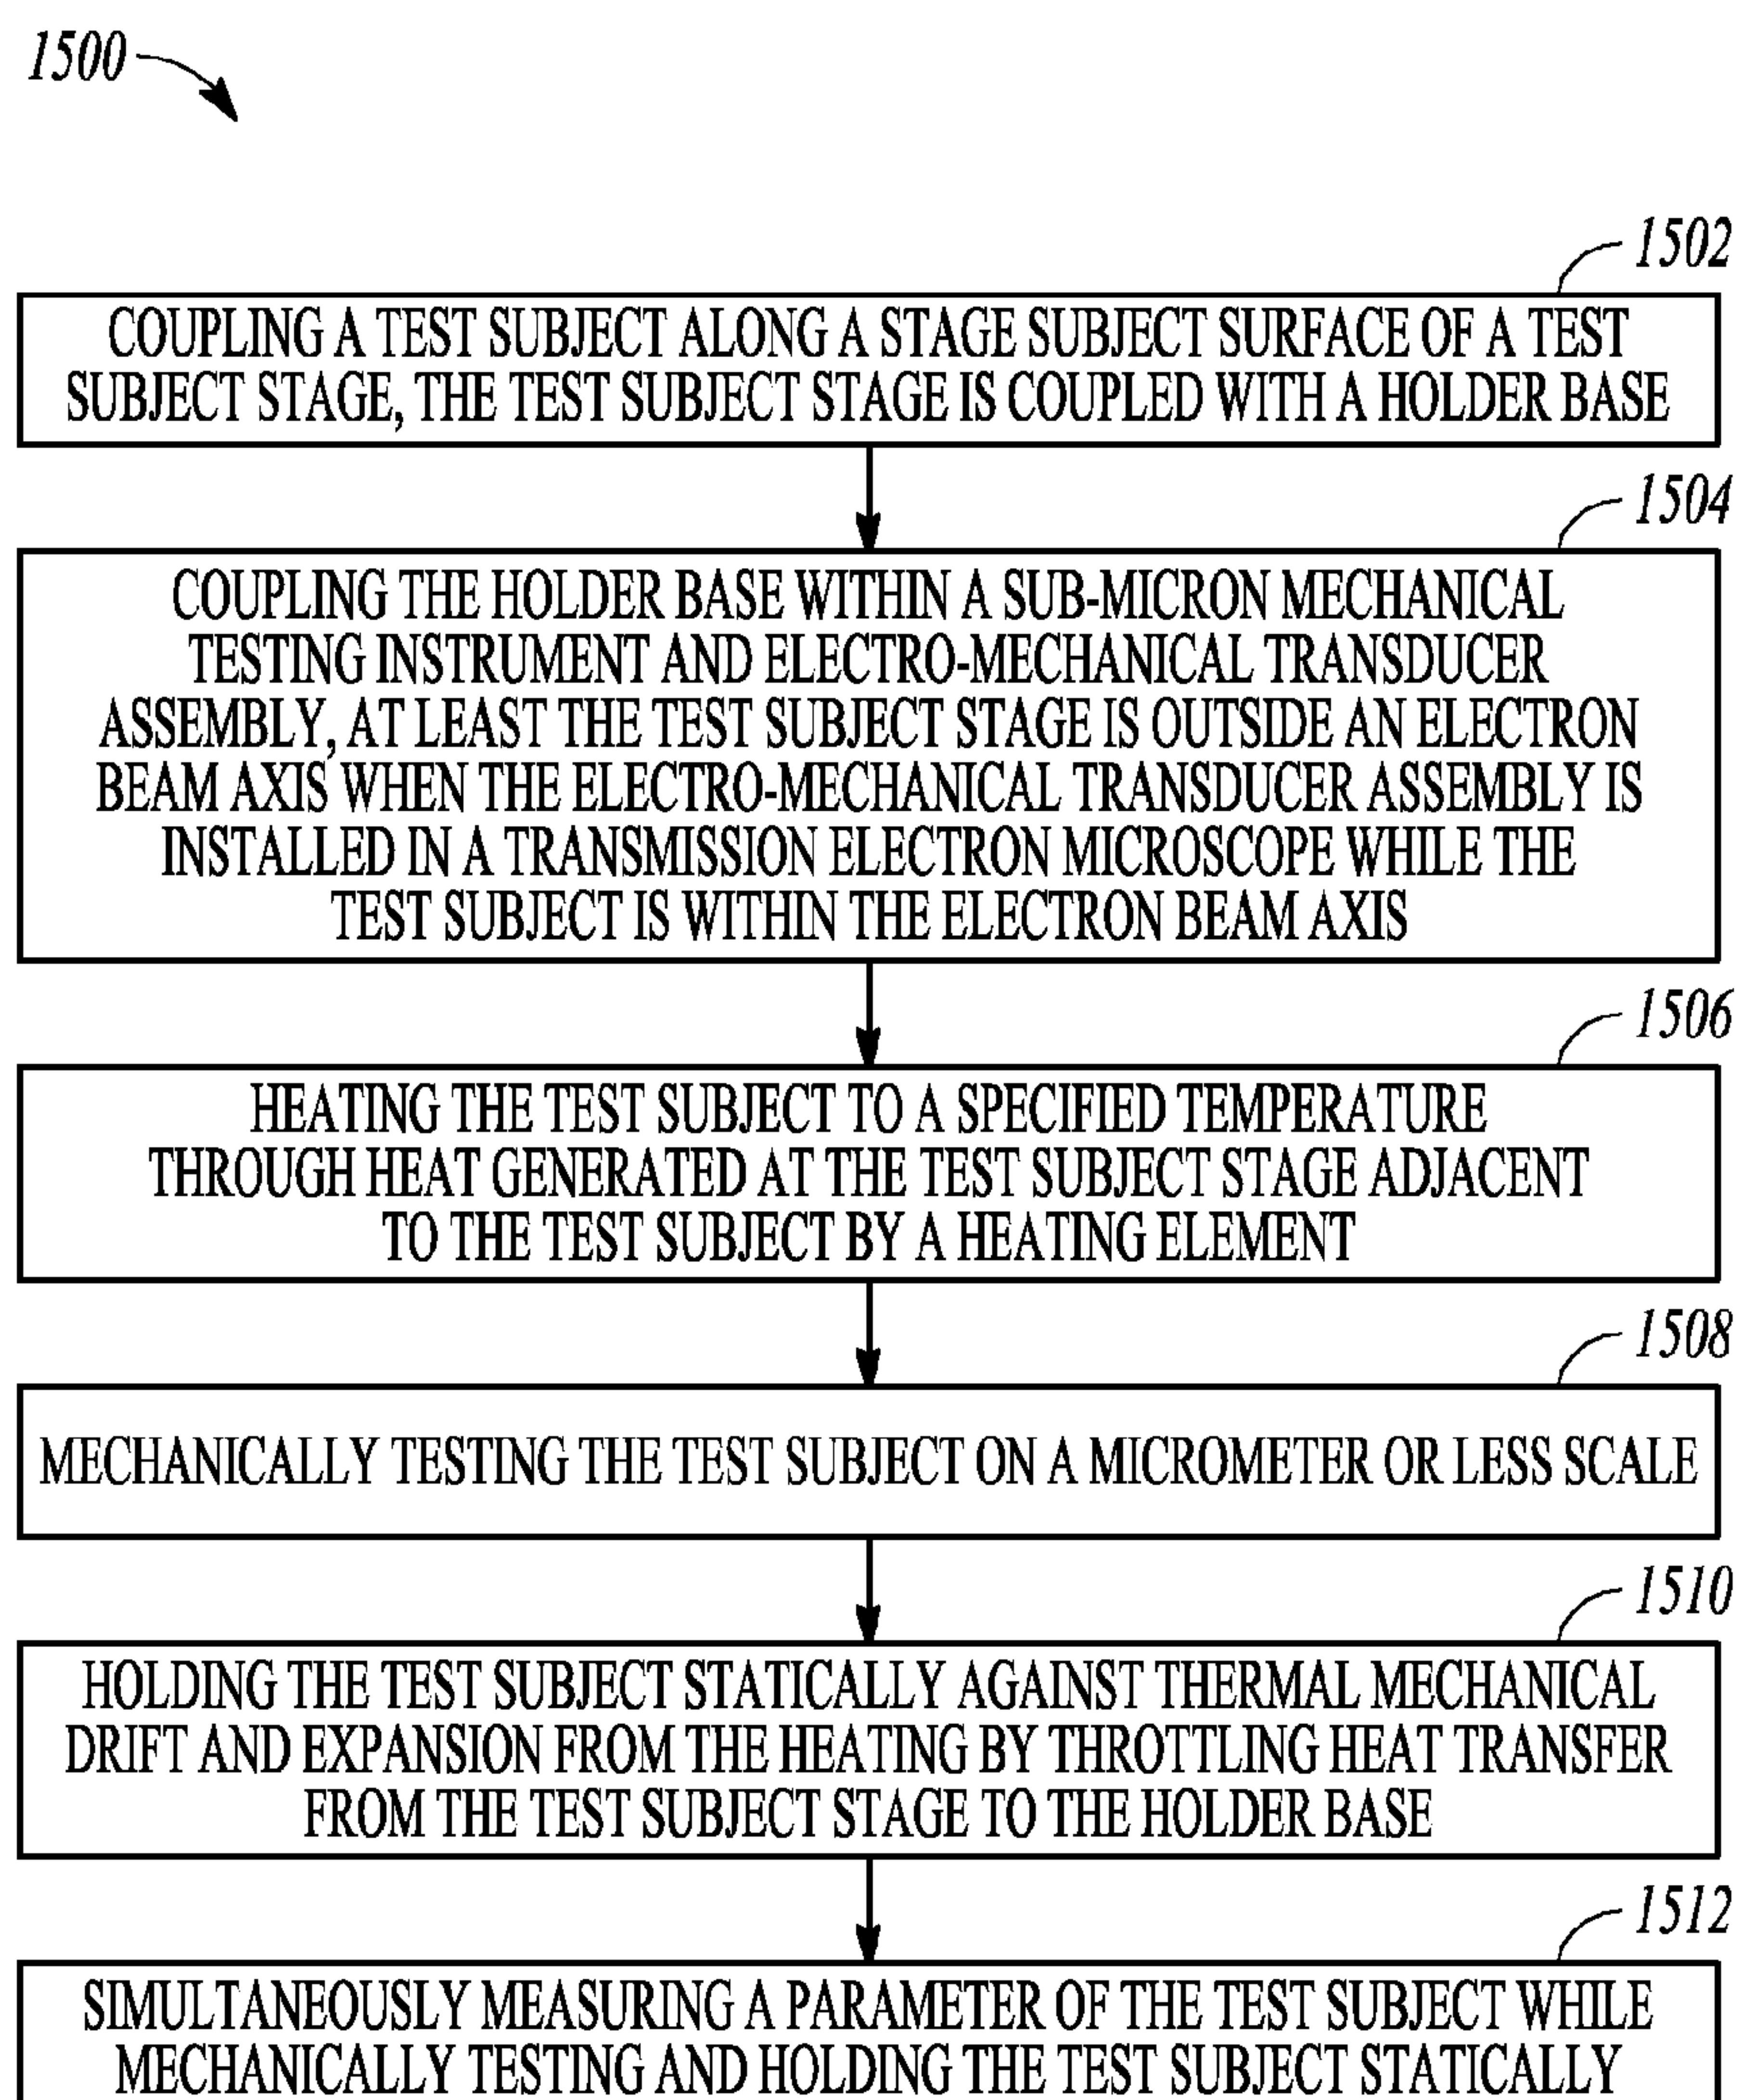 1500
1502
COUPLING A TEST SUBJECT ALONG A STAGE SUBJECT SURFACE OF A TEST
SUBJECT STAGE, THE TEST SUBJECT STAGE IS COUPLED WITH A HOLDER BASE
1504
COUPLING THE HOLDER BASE WITHIN A SUB-MICRON MECHANICAL
TESTING INSTRUMENT AND ELECTRO-MECHANICAL TRANSDUCER
ASSEMBLY, AT LEAST THE TEST SUBJECT STAGE IS OUTSIDE AN ELECTRON
BEAM AXIS WHEN THE ELECTRO-MECHANICAL TRANSDUCER ASSEMBLY IS
INSTALLED IN A TRANSMISSION ELECTRON MICROSCOPE WHILE THE
TEST SUBJECT IS WITHIN THE ELECTRON BEAM AXIS
1506
HEATING THE TEST SUBJECT TO A SPECIFIED TEMPERATURE
THROUGH HEAT GENERATED AT THE TEST SUBJECT STAGE ADJACENT
TO THE TEST SUBJECT BY A HEATING ELEMENT
1508
MECHANICALLY TESTING THE TEST SUBJECT ON A MICROMETER OR LESS SCALE
1510
HOLDING THE TEST SUBJECT STATICALLY AGAINST THERMAL MECHANICAL
DRIFT AND EXPANSION FROM THE HEATING BY THROTTLING HEAT TRANSFER
FROM THE TEST SUBJECT STAGE TO THE HOLDER BASE
1512
SIMULTANEOUSLY MEASURING A PARAMETER OF THE TEST SUBJECT WHILE
MECHANICALLY TESTING AND HOLDING THE TEST SUBJECT STATICALLY